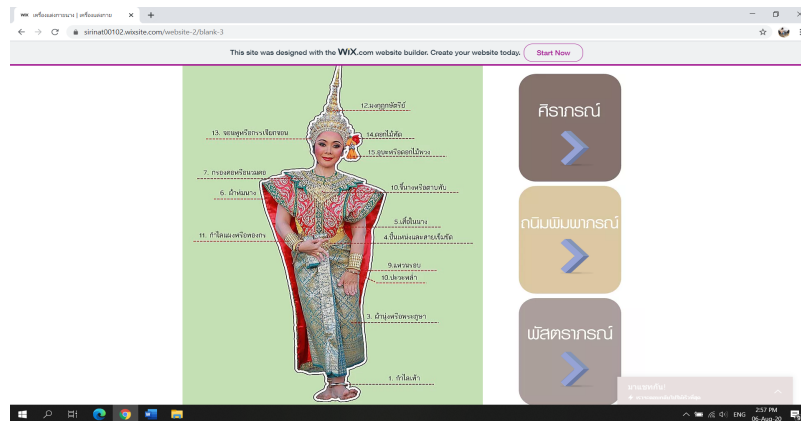 เครื่องแต่งกายนาง | เครื่องแต่งกาย
sirinat00102.wixsite.com/website-2/blank-3
This site was designed with the WiX.com website builder. Create your website today.
Start Now
12.มงกุฎกษัตรีย์
13. จอนหูหรือกรรเจียกจอน
14.ดอกไม้ทัด
15.อุบะหรือดอกไม้พวง
7. กรองคอหรือนวมคอ
6. ผ้าห่มนาง
10.จี้นางหรือตาบทับ
5.เสื้อในนาง
11. กำไลแผงหรือทองกร
4.ปั้นเหน่งและสายเข็มขัด
9.แหวนรอบ
10.ปะวะหล่ำ
3. ผ้านุ่งหรือพระภูษา
1. กำไลเท้า
ศิราภรณ์
ถนิมพิมพาภรณ์
พัสตราภรณ์
มาแชทกัน!
ENG
2:57 PM
06-Aug-20